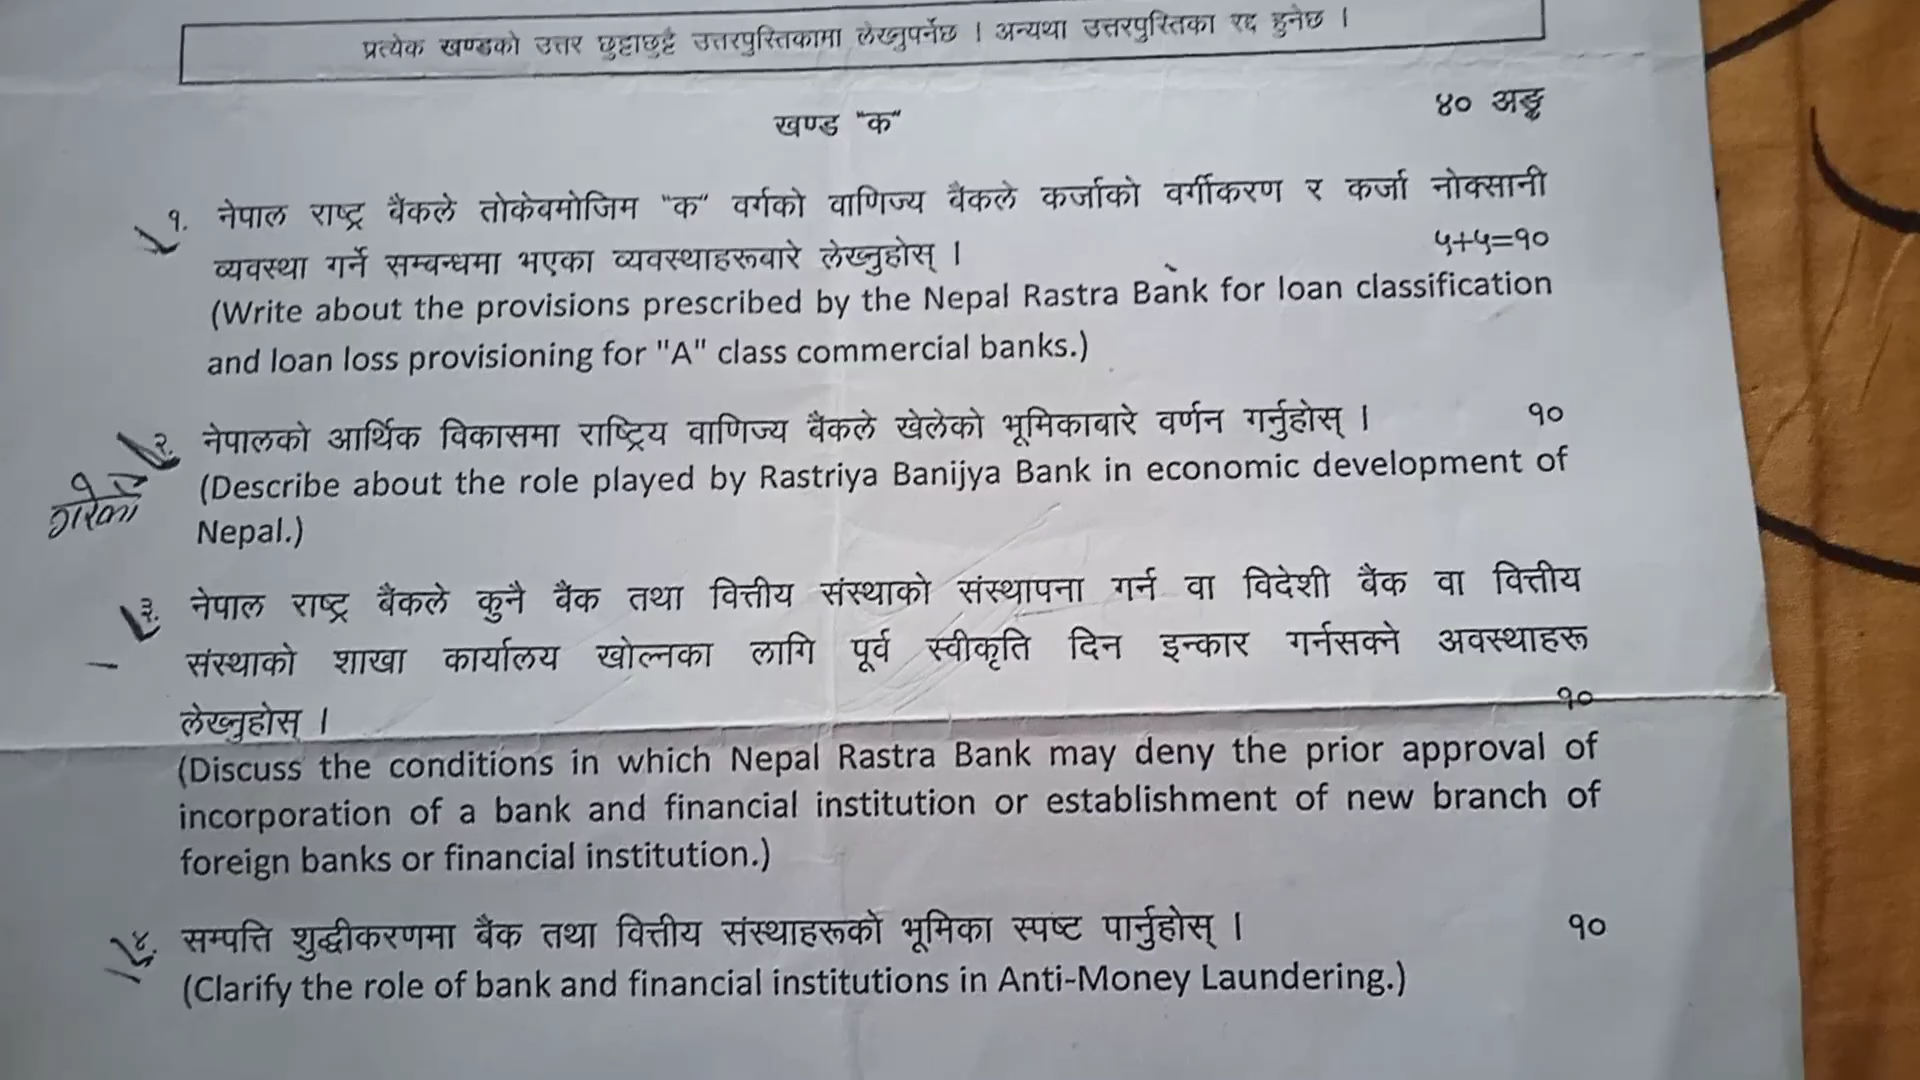 प्रत्येक खण्डको उत्तर छुट्टाछुट्टै उत्तरपुस्तिकामा लेख्नुपर्नेछ । अन्यथा उत्तरपुस्तिका रद्द हुनेछ ।
खण्ड "क"
४० अङ्क
१. नेपाल राष्ट्र बैंकले तोकेबमोजिम "क" वर्गको वाणिज्य बैंकले कर्जाको वर्गीकरण र कर्जा नोक्सानी
व्यवस्था गर्ने सम्बन्धमा भएका व्यवस्थाहरूबारे लेख्नुहोस् । ५+५=१०
(Write about the provisions prescribed by the Nepal Rastra Bank for loan classification
and loan loss provisioning for "A" class commercial banks.)
२. नेपालको आर्थिक विकासमा राष्ट्रिय वाणिज्य बैंकले खेलेको भूमिकाबारे वर्णन गर्नुहोस् । १०
(Describe about the role played by Rastriya Banijya Bank in economic development of
Nepal.)
३. नेपाल राष्ट्र बैंकले कुनै बैंक तथा वित्तीय संस्थाको संस्थापना गर्न वा विदेशी बैंक वा वित्तीय
संस्थाको शाखा कार्यालय खोल्नका लागि पूर्व स्वीकृति दिन इन्कार गर्नसक्ने अवस्थाहरू
लेख्नुहोस् । १०
(Discuss the conditions in which Nepal Rastra Bank may deny the prior approval of
incorporation of a bank and financial institution or establishment of new branch of
foreign banks or financial institution.)
४. सम्पत्ति शुद्धीकरणमा बैंक तथा वित्तीय संस्थाहरूको भूमिका स्पष्ट पार्नुहोस् । १०
(Clarify the role of bank and financial institutions in Anti-Money Laundering.)